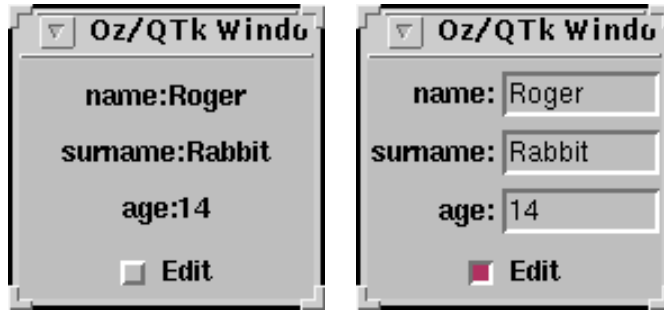 Oz/QTk Windo
name:Roger
surname:Rabbit
age:14
Edit
Oz/QTk Windo
name: Roger
surname: Rabbit
age: 14
Edit